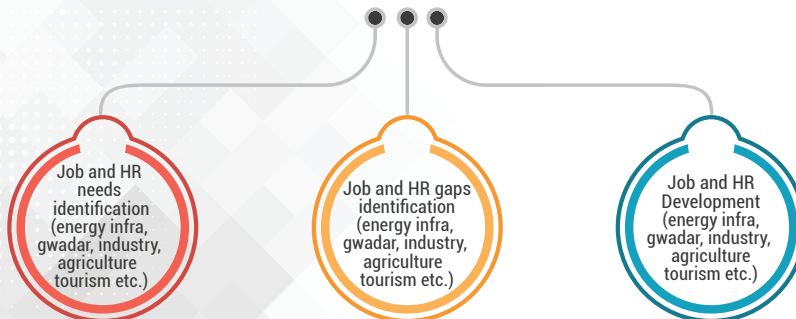 Job and HR
needs
identification
(energy infra,
gwadar, industry,
agriculture
tourism etc.)
Job and HR gaps
identification
(energy infra,
gwadar, industry,
agriculture
tourism etc.)
Job and HR
Development
(energy infra,
gwadar, industry,
agriculture
tourism etc.)